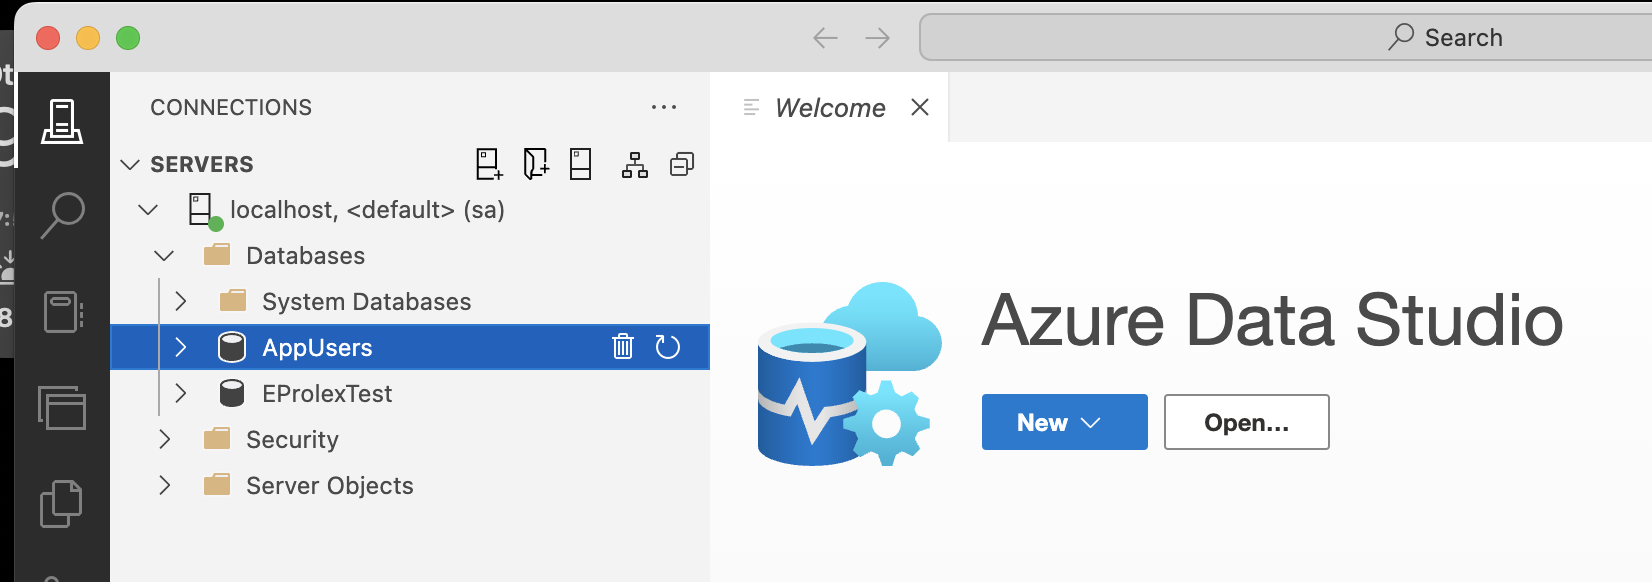 Search
CONNECTIONS
Welcome
SERVERS
localhost, <default> (sa)
Databases
System Databases
AppUsers
EProlexTest
Security
Server Objects
Azure Data Studio
New
Open...